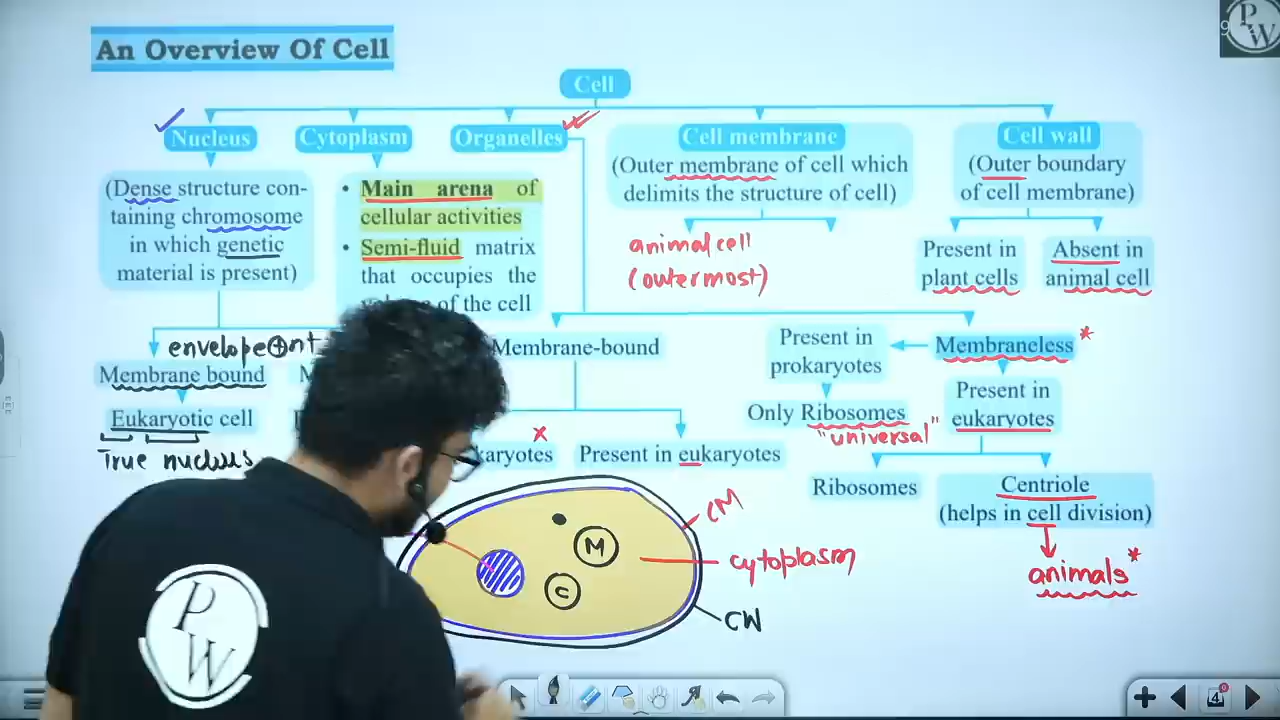 An Overview Of Cell
P
W
Cell
Nucleus
Cytoplasm
Organelles
Cell membrane
Cell wall
(Dense structure con-
taining chromosome
in which genetic
material is present)
• Main arena of
cellular activities
• Semi-fluid matrix
that occupies the
of the cell
(Outer membrane of cell which
delimits the structure of cell)
animal cell
(outermost)
(Outer boundary
of cell membrane)
Present in
plant cells
Absent in
animal cell
envelope
Membrane bound
Eukaryotic cell
True nucleus
Membrane-bound
karyotes
Present in eukaryotes
Present in
prokaryotes
Only Ribosomes
"universal"
Membraneless *
Present in
eukaryotes
Ribosomes
Centriole
(helps in cell division)
animals*
CM
cytoplasm
CW
M
C
P
W
4